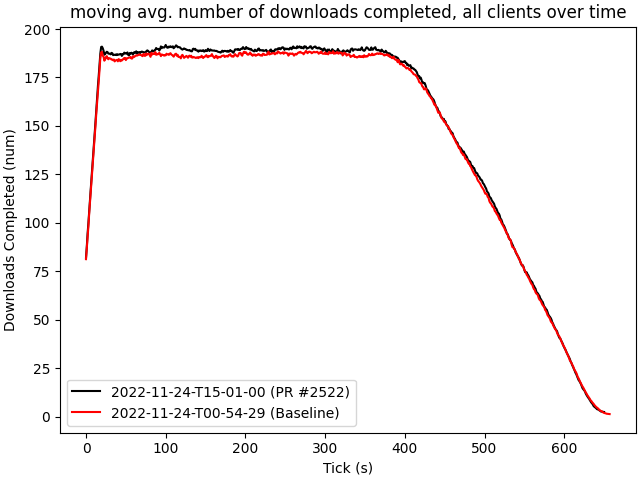 moving avg. number of downloads completed, all clients over time
Downloads Completed (num)
200
175
150
125
100
75
50
25
0
2022-11-24-T15-01-00 (PR #2522)
2022-11-24-T00-54-29 (Baseline)
0 100 200 300 400 500 600
Tick (s)